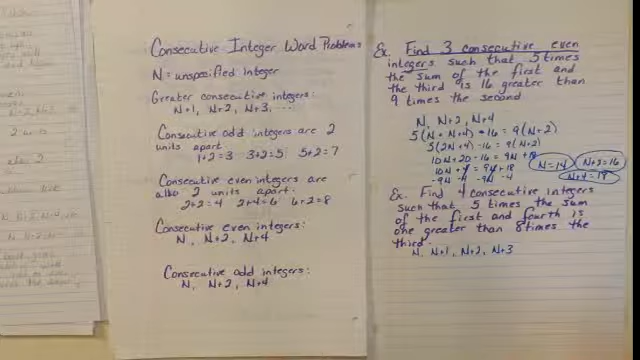 Consecutive Integer Word Problems
N = unspecified integer
Greater consecutive integers:
N+1, N+2, N+3, ....
Consecutive odd integers are 2
units apart
1+2=3 3+2=5 5+2=7
Consecutive even integers are
also 2 units apart:
2+2=4 2+4=6 6+2=8
Consecutive even integers:
N, N+2, N+4
Consecutive odd integers:
N, N+2, N+4
Ex. Find 3 consecutive even
integers such that 5 times
the sum of the first and
the third is 16 greater than
9 times the second
N, N+2, N+4
5(N+N+4) -16 = 9(N+2)
5(2N+4) -16 = 9(N+2)
10N+20-16 = 9N+18
10N+4 = 9N+18
-9N -4 -9N -4
N=14
N+2=16
N+4=18
Ex. Find 4 consecutive integers
such that 5 times the sum
of the first and fourth is
one greater than 8 times the
third.
N, N+1, N+2, N+3